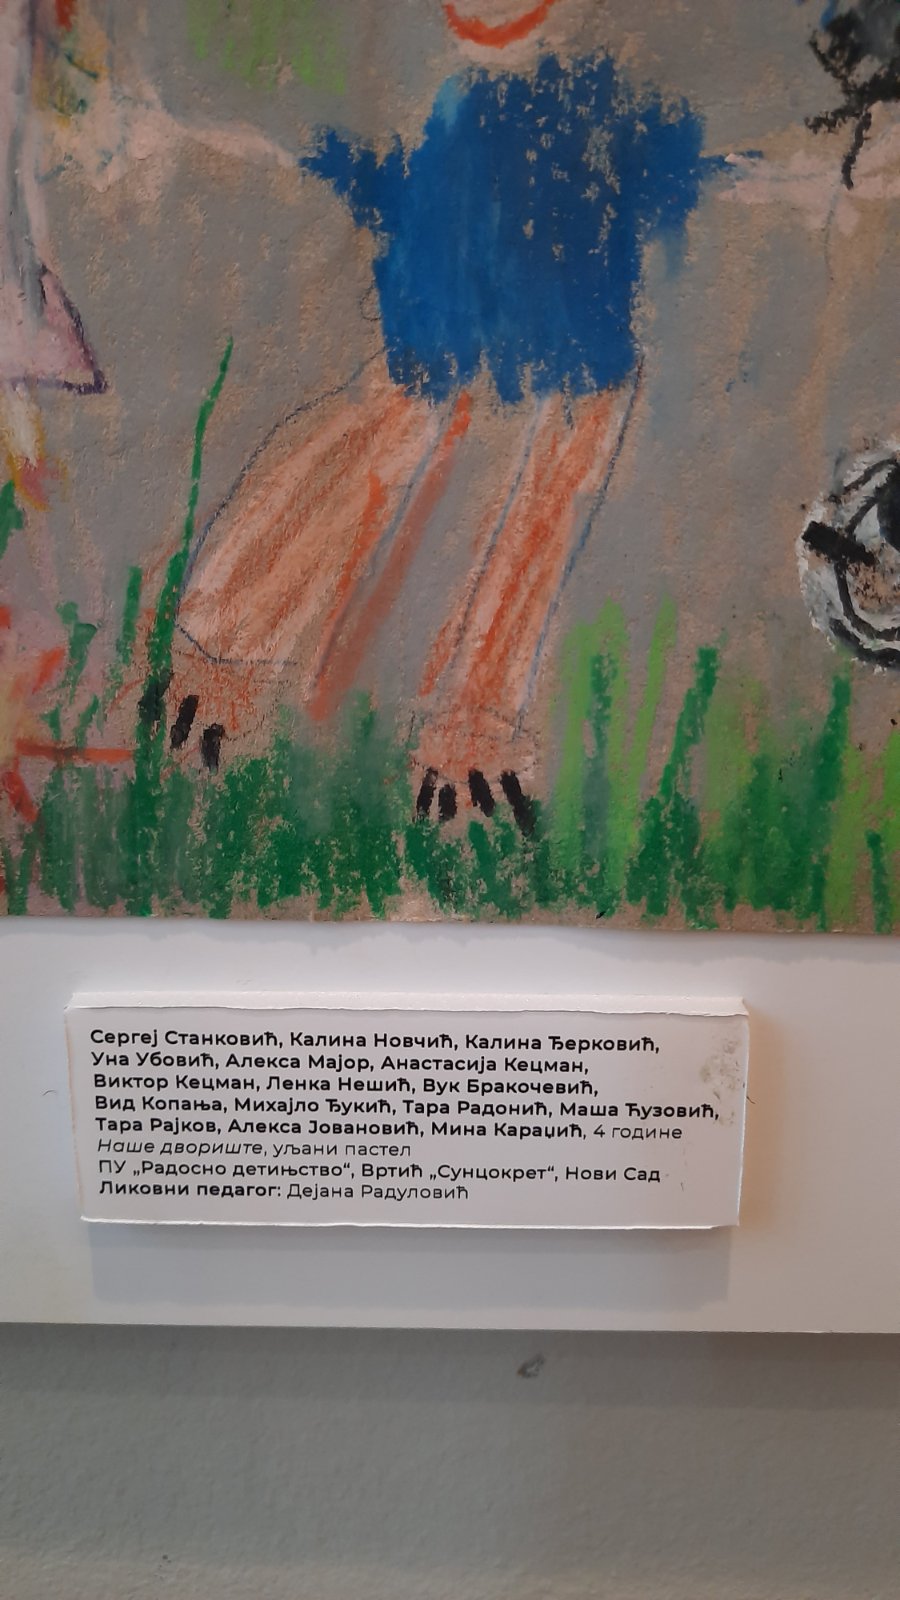 Сергеј Станковић, Калина Новчић, Калина Ђерковић,
Уна Убовић, Алекса Мајор, Анастасија Кецман,
Виктор Кецман, Ленка Нешић, Вук Бракочевић,
Вид Копања, Михајло Ђукић, Тара Радонић, Маша Ћузовић,
Тара Рајков, Алекса Јовановић, Мина Караџић, 4 године
Наше двориште, уљани пастел
ПУ „Радосно детињство“, Вртић „Сунцокрет“, Нови Сад
Ликовни педагог: Дејана Радуловић